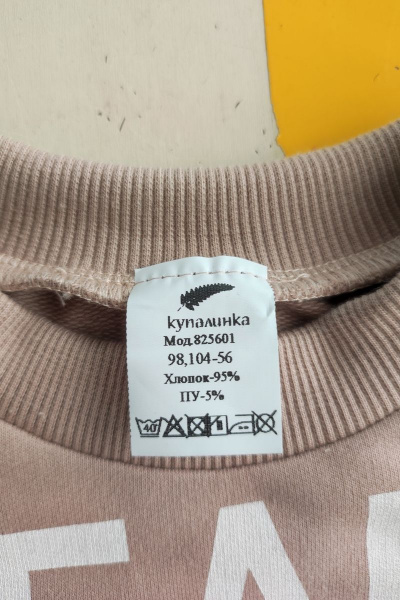 купалинка
Мод.825601
98,104-56
Хлопок-95%
ПУ-5%
40